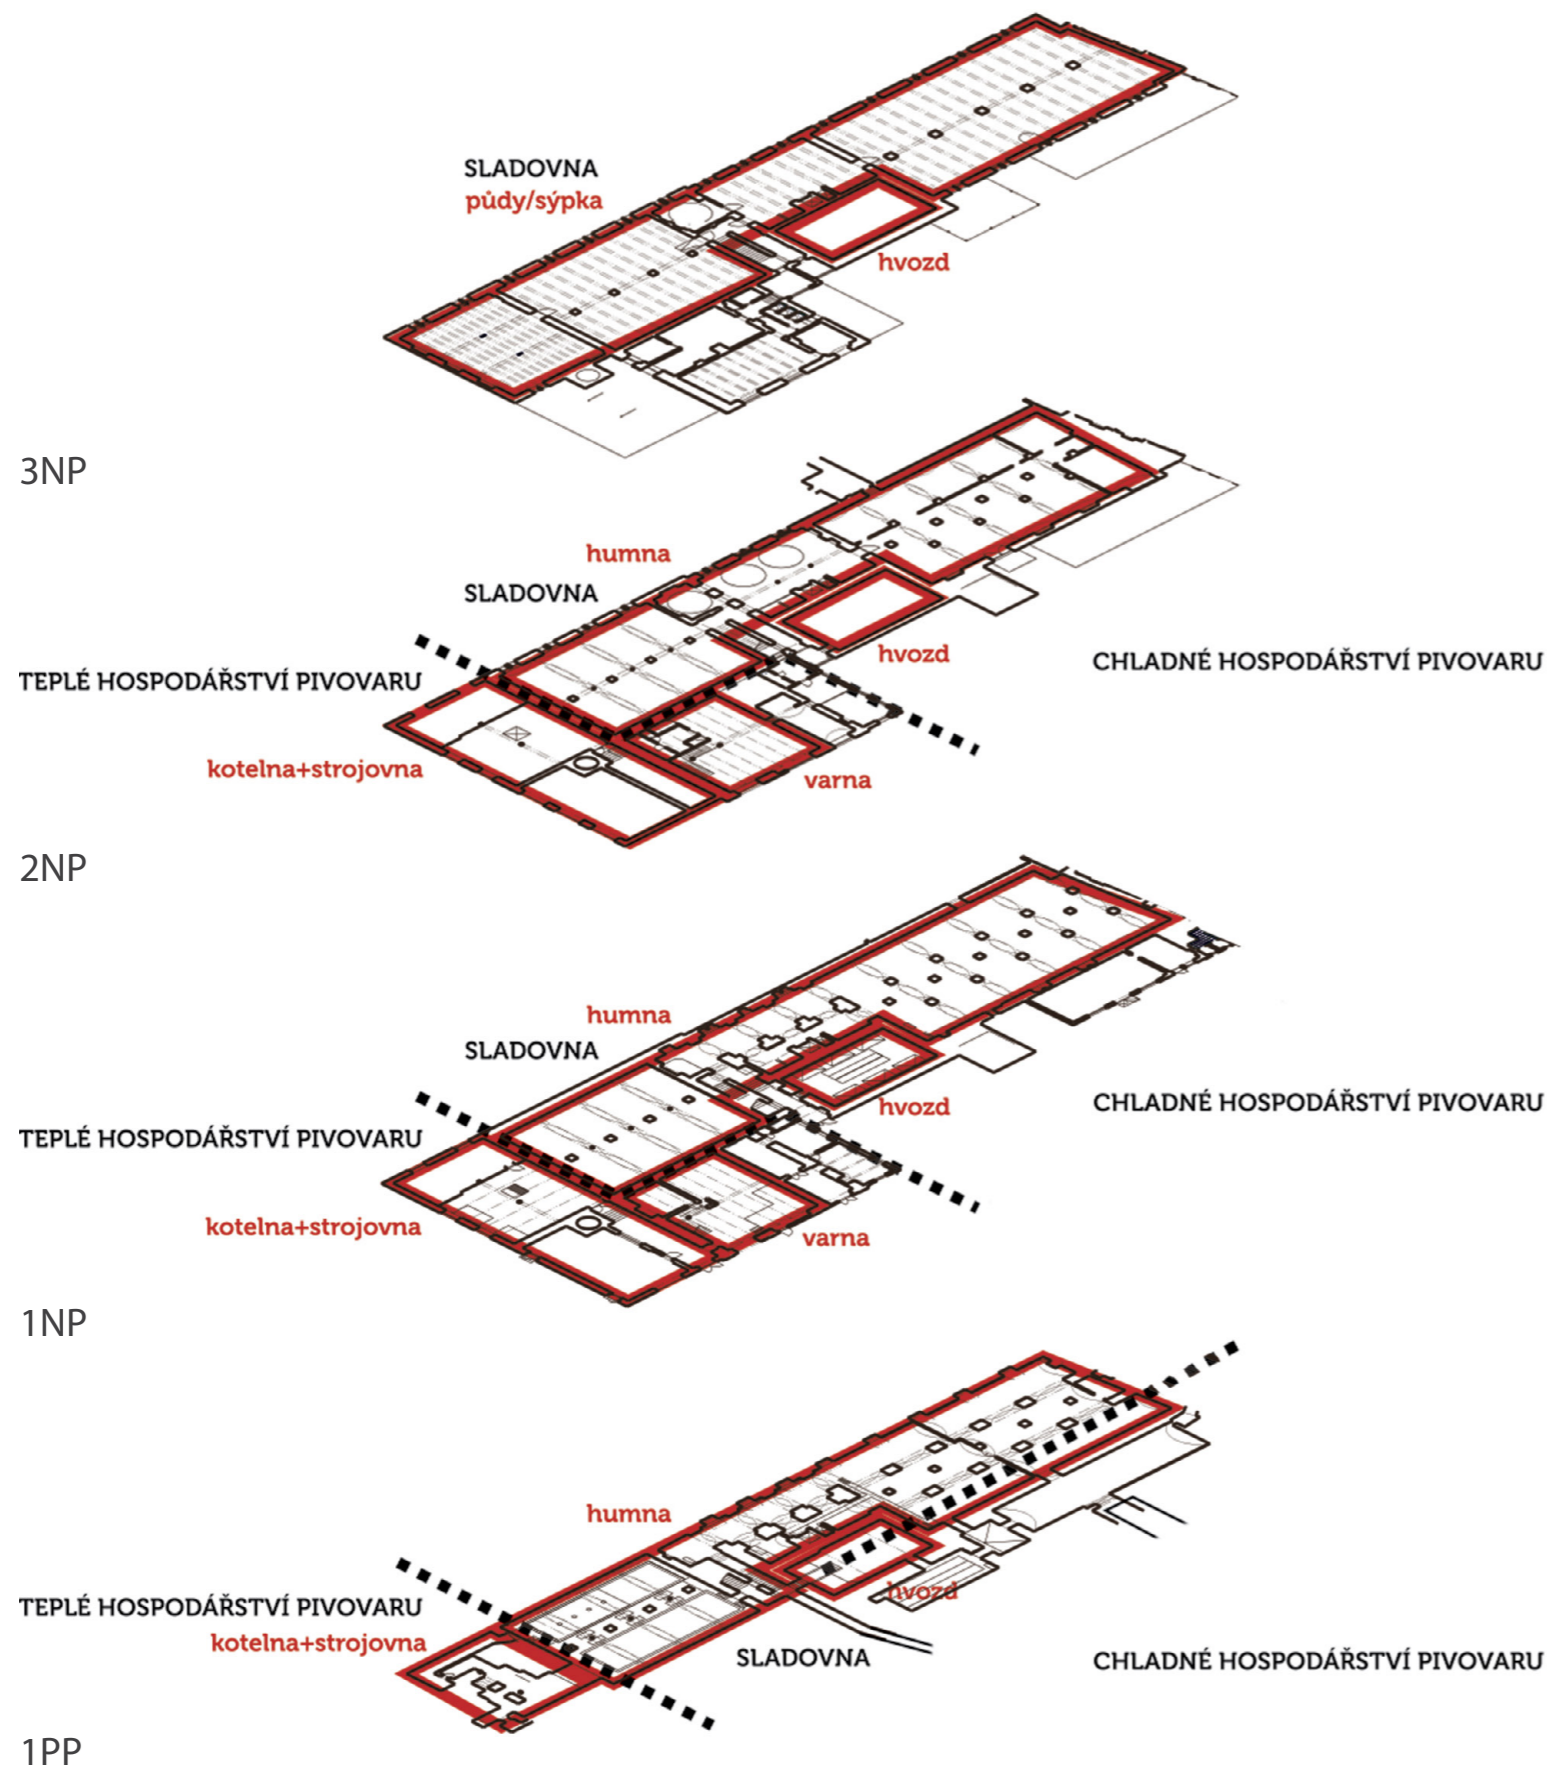 SLADOVNA
půdy/sýpka
hvozd
3NP
humna
SLADOVNA
hvozd
CHLADNÉ HOSPODÁŘSTVÍ PIVOVARU
TEPLÉ HOSPODÁŘSTVÍ PIVOVARU
kotelna+strojovna
varna
2NP
humna
SLADOVNA
hvozd
CHLADNÉ HOSPODÁŘSTVÍ PIVOVARU
TEPLÉ HOSPODÁŘSTVÍ PIVOVARU
kotelna+strojovna
varna
1NP
humna
hvozd
TEPLÉ HOSPODÁŘSTVÍ PIVOVARU
kotelna+strojovna
SLADOVNA
CHLADNÉ HOSPODÁŘSTVÍ PIVOVARU
1PP